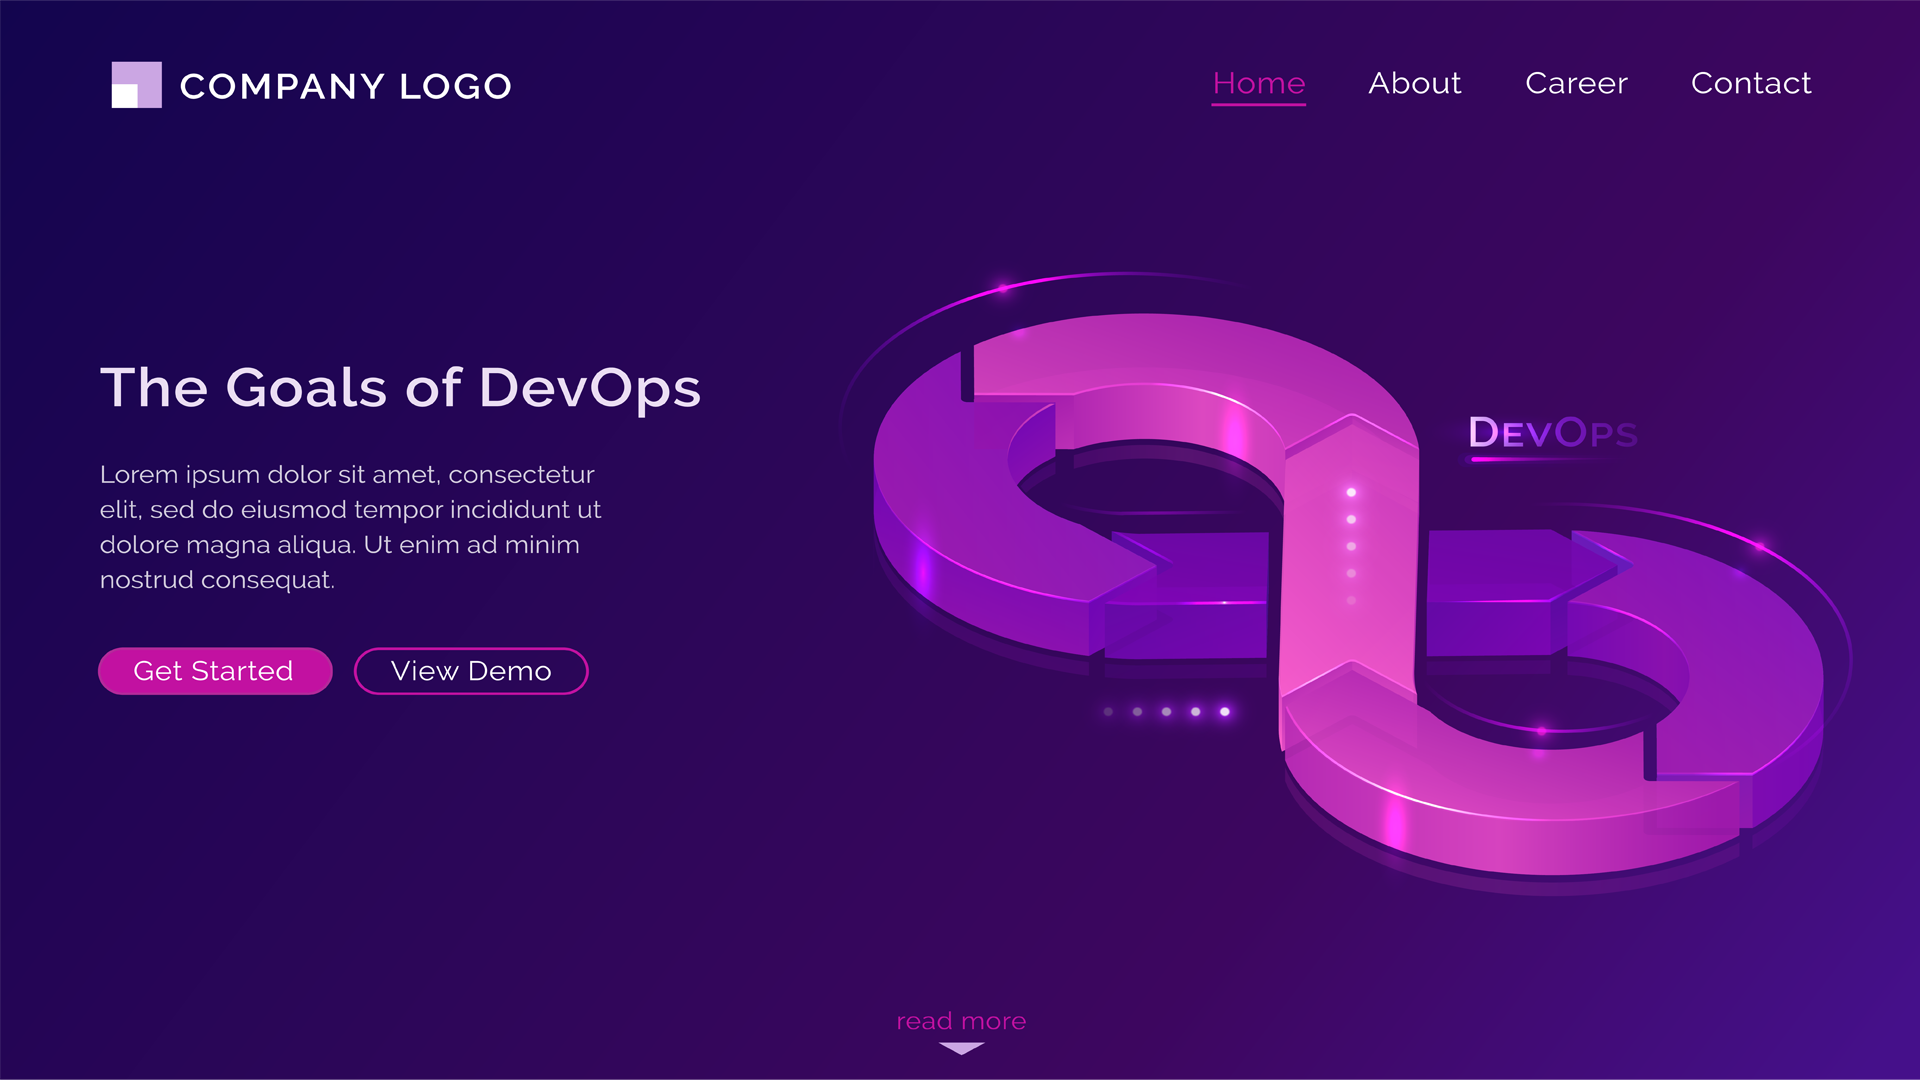 COMPANY LOGO
Home About Career Contact
The Goals of DevOps
Lorem ipsum dolor sit amet, consectetur
elit, sed do eiusmod tempor incididunt ut
dolore magna aliqua. Ut enim ad minim
nostrud consequat.
Get Started View Demo
DEVOPS
read more